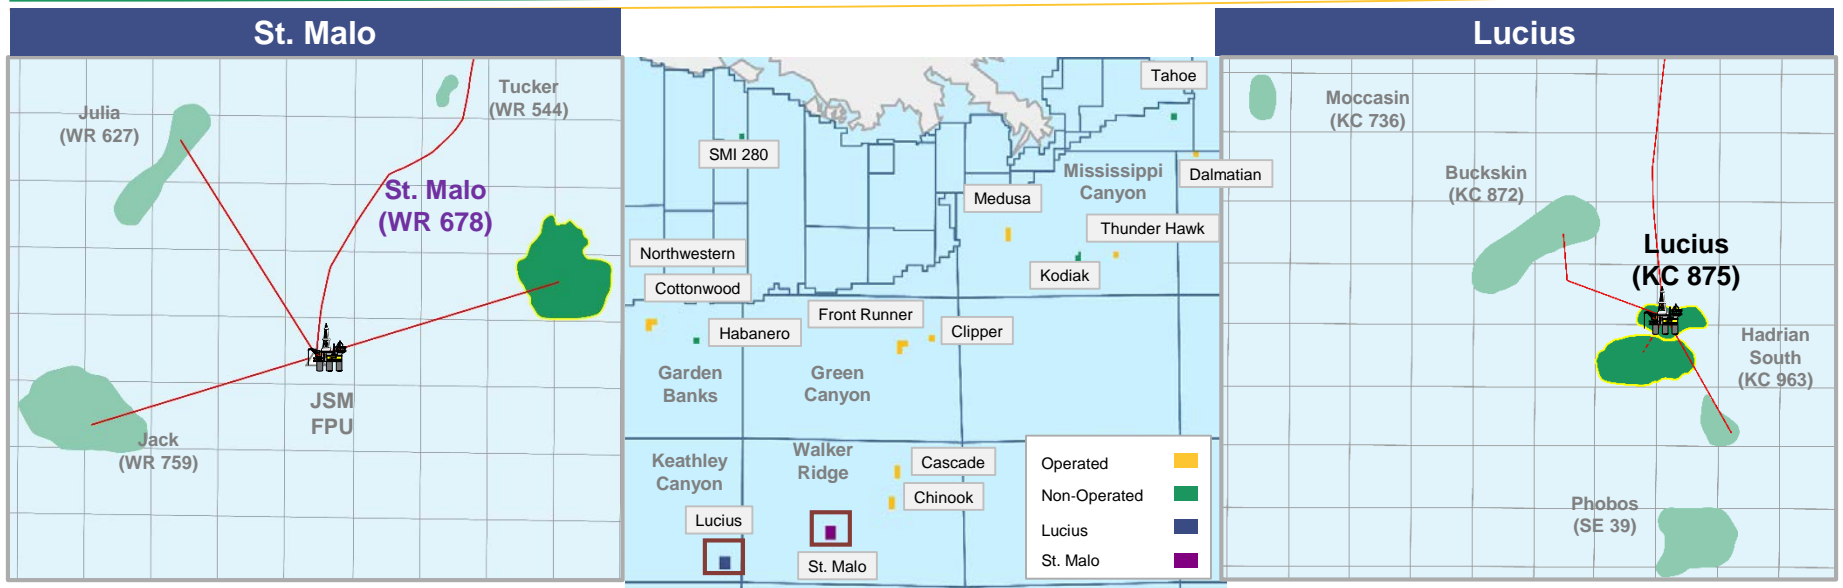 St. Malo
Julia
(WR 627)
Tucker
(WR 544)
St. Malo
(WR 678)
JSM
FPU
Jack
(WR 759)
Tahoe
SMI 280
Mississippi
Canyon
Dalmatian
Medusa
Thunder Hawk
Northwestern
Kodiak
Cottonwood
Front Runner
Habanero
Clipper
Garden
Banks
Green
Canyon
Walker
Ridge
Keathley
Canyon
Cascade
Chinook
Lucius
St. Malo
Operated
Non-Operated
Lucius
St. Malo
Lucius
Moccasin
(KC 736)
Buckskin
(KC 872)
Lucius
(KC 875)
Hadrian
South
(KC 963)
Phobos
(SE 39)